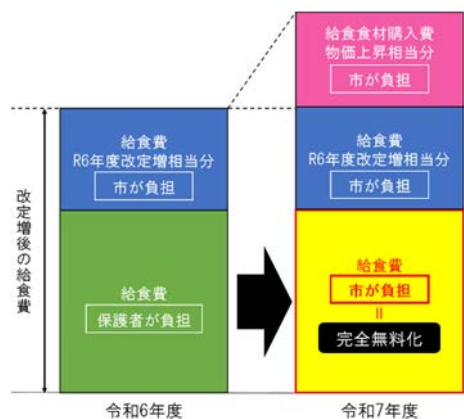 給食食材購入費
物価上昇相当分
市が負担
給食費
R6年度改定増相当分
市が負担
給食費
R6年度改定増相当分
市が負担
改定増後の給食費
給食費
保護者が負担
給食費
市が負担
=
完全無料化
令和6年度
令和7年度